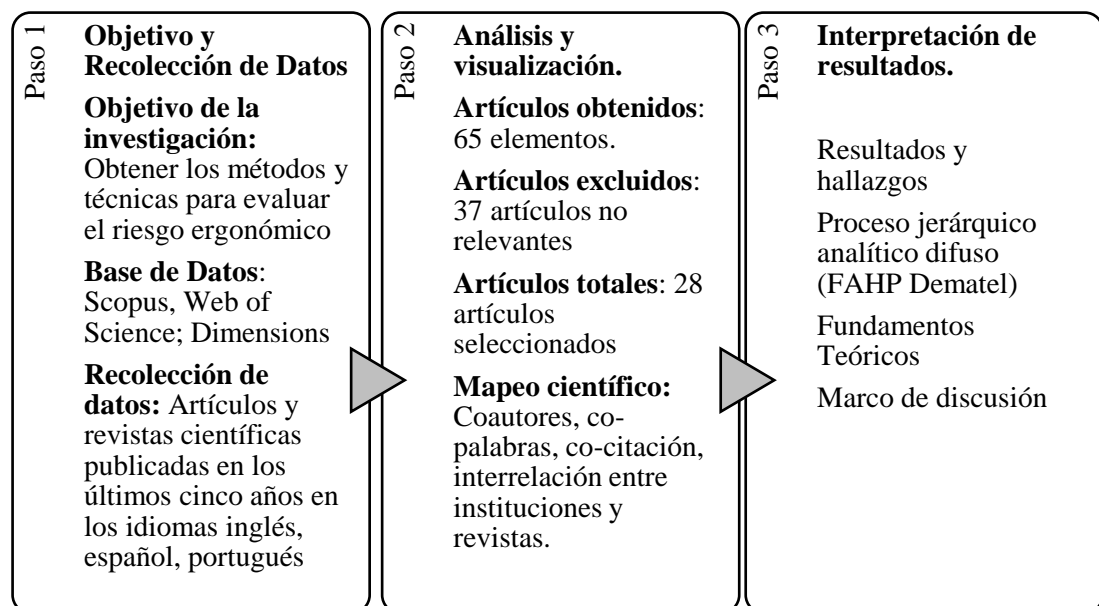 Paso 1
Objetivo y
Recolección de Datos
Objetivo de la
investigación:
Obtener los métodos y
técnicas para evaluar
el riesgo ergonómico
Base de Datos:
Scopus, Web of
Science; Dimensions
Recolección de
datos: Artículos y
revistas científicas
publicadas en los
últimos cinco años en
los idiomas inglés,
español, portugués
Paso 2
Análisis y
visualización.
Artículos obtenidos:
65 elementos.
Artículos excluidos:
37 artículos no
relevantes
Artículos totales: 28
artículos
seleccionados
Mapeo científico:
Coautores, co-
palabras, co-citación,
interrelación entre
instituciones y
revistas.
Paso 3
Interpretación de
resultados.
Resultados y
hallazgos
Proceso jerárquico
analítico difuso
(FAHP Dematel)
Fundamentos
Teóricos
Marco de discusión